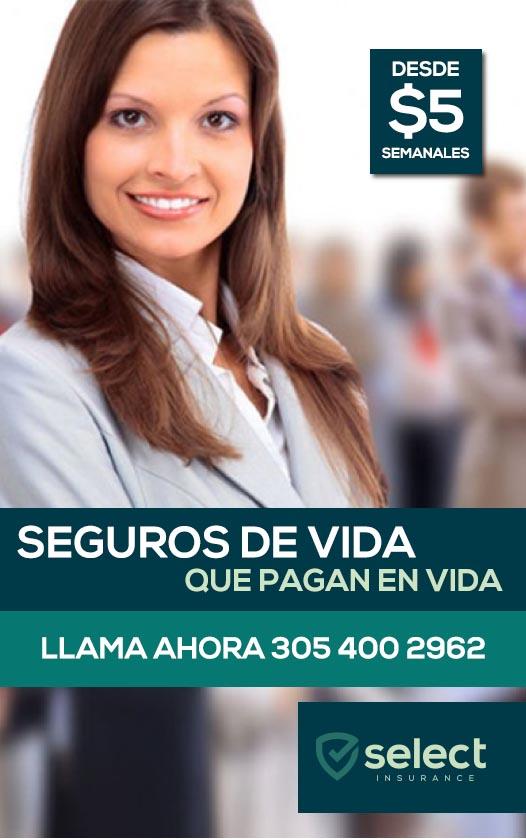 DESDE
$5
SEMANALES
SEGUROS DE VIDA
QUE PAGAN EN VIDA
LLAMA AHORA 305 400 2962
select
INSURANCE